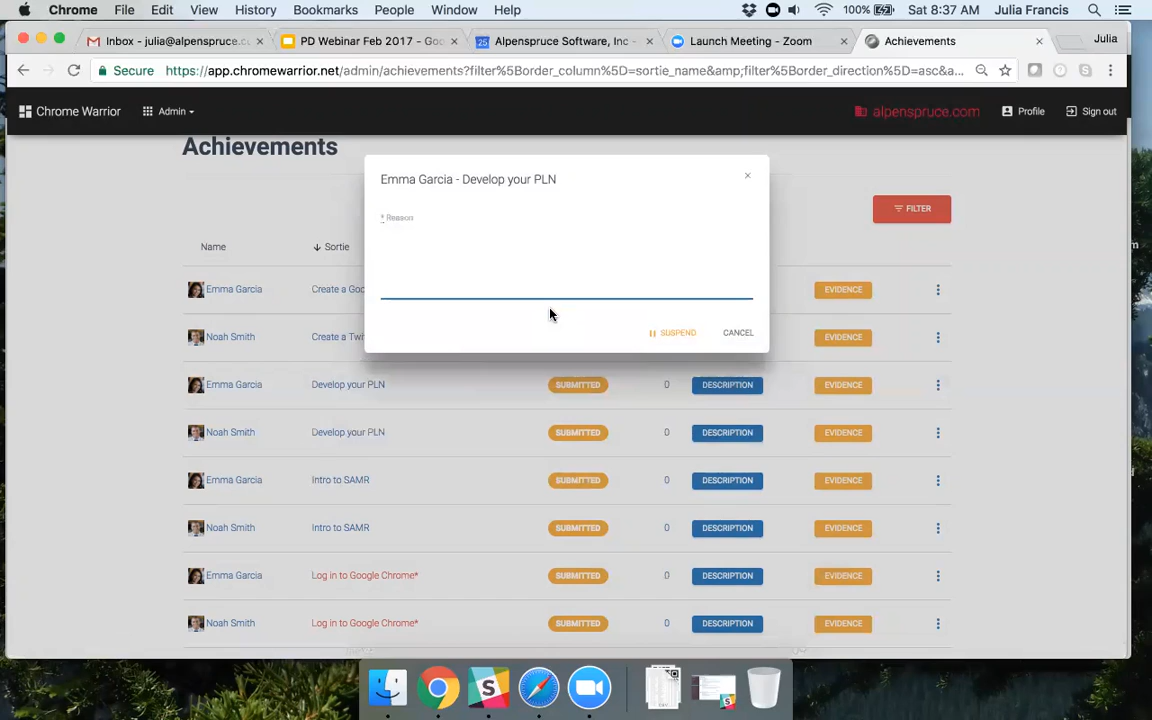 Chrome File Edit View History Bookmarks People Window Help 100% Sat 8:37 AM Julia Francis
Inbox - julia@alpenspruce.c PD Webinar Feb 2017 - Goo 25 Alpenspruce Software, Inc - Launch Meeting - Zoom Achievements Julia
Secure https://app.chromewarrior.net/admin/achievements?filter%5Border_column%5D=sortie_name&amp;filter%5Border_direction%5D=asc&a...
Chrome Warrior Admin alpenspruce.com Profile Sign out
Achievements
Emma Garcia - Develop your PLN ×
* Reason
FILTER
Name Sortie
Emma Garcia Create a Goo EVIDENCE
SUSPEND CANCEL
Noah Smith Create a Twi EVIDENCE
Emma Garcia Develop your PLN SUBMITTED 0 DESCRIPTION EVIDENCE
Noah Smith Develop your PLN SUBMITTED 0 DESCRIPTION EVIDENCE
Emma Garcia Intro to SAMR SUBMITTED 0 DESCRIPTION EVIDENCE
Noah Smith Intro to SAMR SUBMITTED 0 DESCRIPTION EVIDENCE
Emma Garcia Log in to Google Chrome* SUBMITTED 0 DESCRIPTION EVIDENCE
Noah Smith Log in to Google Chrome* SUBMITTED 0 DESCRIPTION EVIDENCE